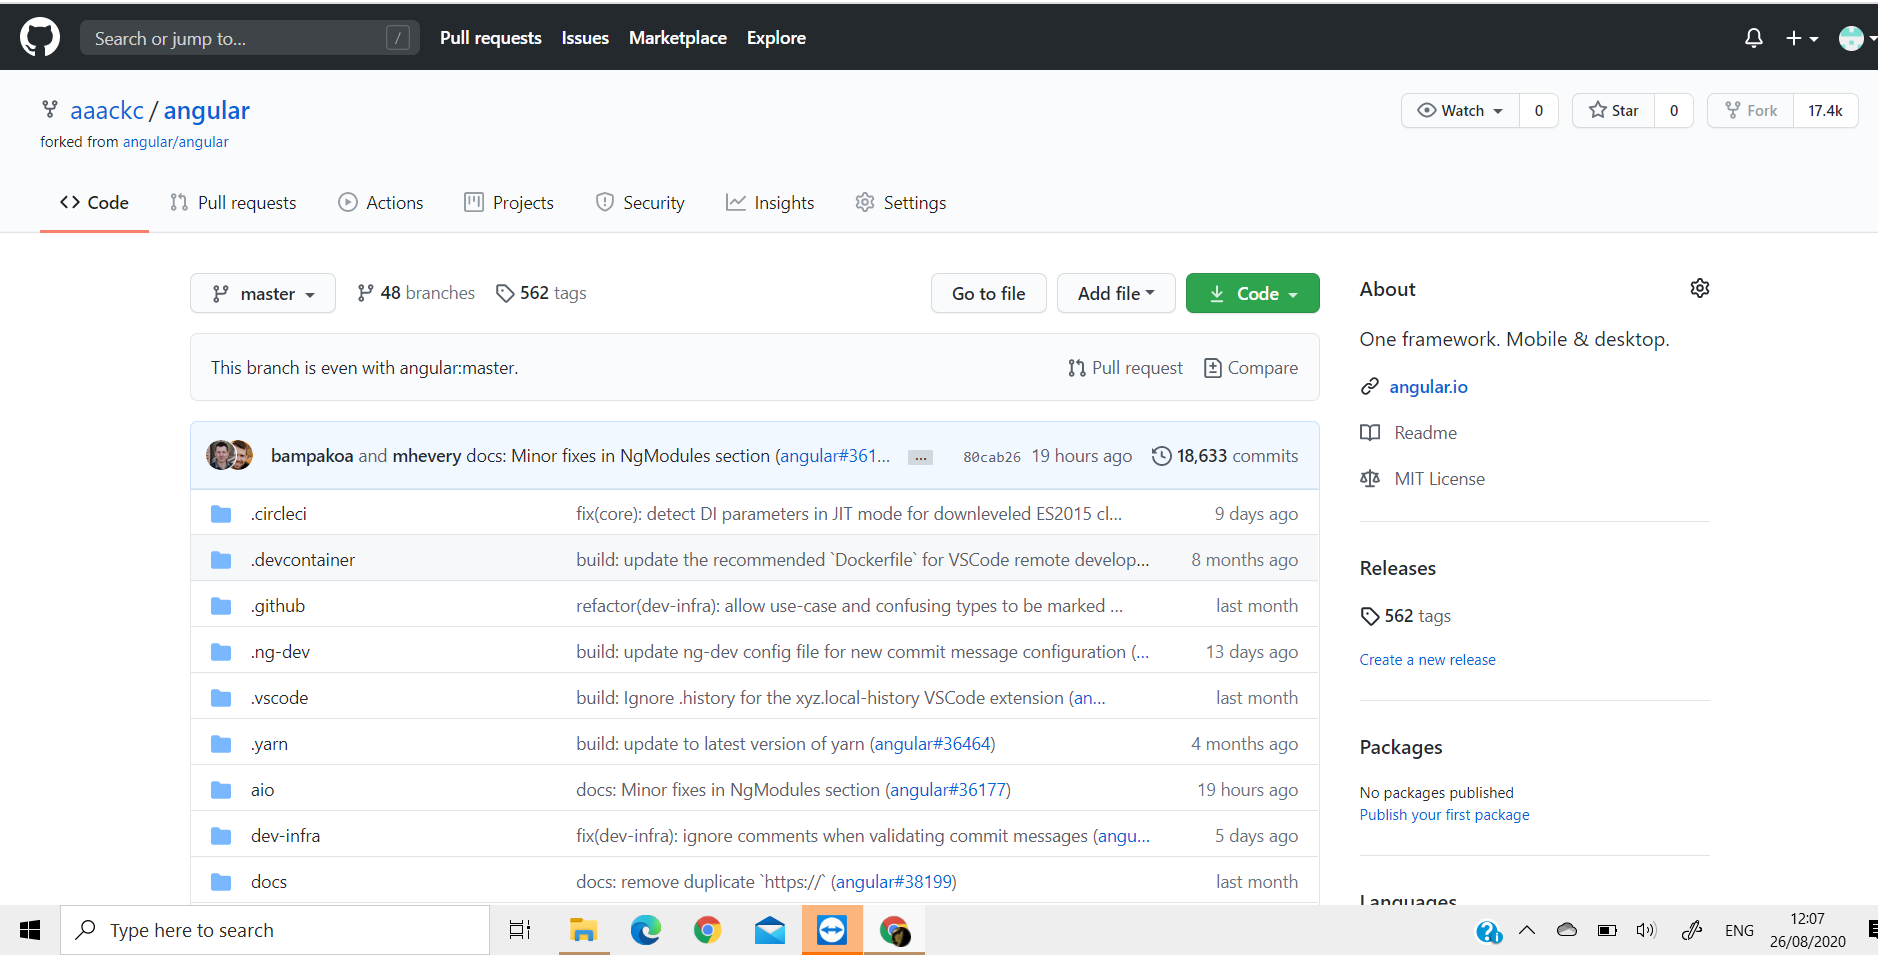 Search or jump to... /
Pull requests Issues Marketplace Explore
aaackc / angular
forked from angular/angular
Watch 0 Star 0 Fork 17.4k
Code Pull requests Actions Projects Security Insights Settings
master 48 branches 562 tags Go to file Add file Code
This branch is even with angular:master. Pull request Compare
bampakoa and mhevery docs: Minor fixes in NgModules section (angular#361... ... 80cab26 19 hours ago 18,633 commits
.circleci fix(core): detect DI parameters in JIT mode for downleveled ES2015 cl... 9 days ago
.devcontainer build: update the recommended `Dockerfile` for VSCode remote develop... 8 months ago
.github refactor(dev-infra): allow use-case and confusing types to be marked ... last month
.ng-dev build: update ng-dev config file for new commit message configuration (... 13 days ago
.vscode build: Ignore .history for the xyz.local-history VSCode extension (an... last month
.yarn build: update to latest version of yarn (angular#36464) 4 months ago
aio docs: Minor fixes in NgModules section (angular#36177) 19 hours ago
dev-infra fix(dev-infra): ignore comments when validating commit messages (angu... 5 days ago
docs docs: remove duplicate `https://` (angular#38199) last month
About
One framework. Mobile & desktop.
angular.io
Readme
MIT License
Releases
562 tags
Create a new release
Packages
No packages published
Publish your first package
Languages
Type here to search
ENG
12:07
26/08/2020